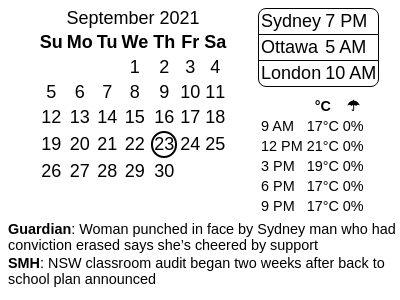 September 2021
Su Mo Tu We Th Fr Sa
1 2 3 4
5 6 7 8 9 10 11
12 13 14 15 16 17 18
19 20 21 22 23 24 25
26 27 28 29 30
Sydney 7 PM
Ottawa 5 AM
London 10 AM
°C ☂
9 AM 17°C 0%
12 PM 21°C 0%
3 PM 19°C 0%
6 PM 17°C 0%
9 PM 17°C 0%
Guardian: Woman punched in face by Sydney man who had
conviction erased says she’s cheered by support
SMH: NSW classroom audit began two weeks after back to
school plan announced